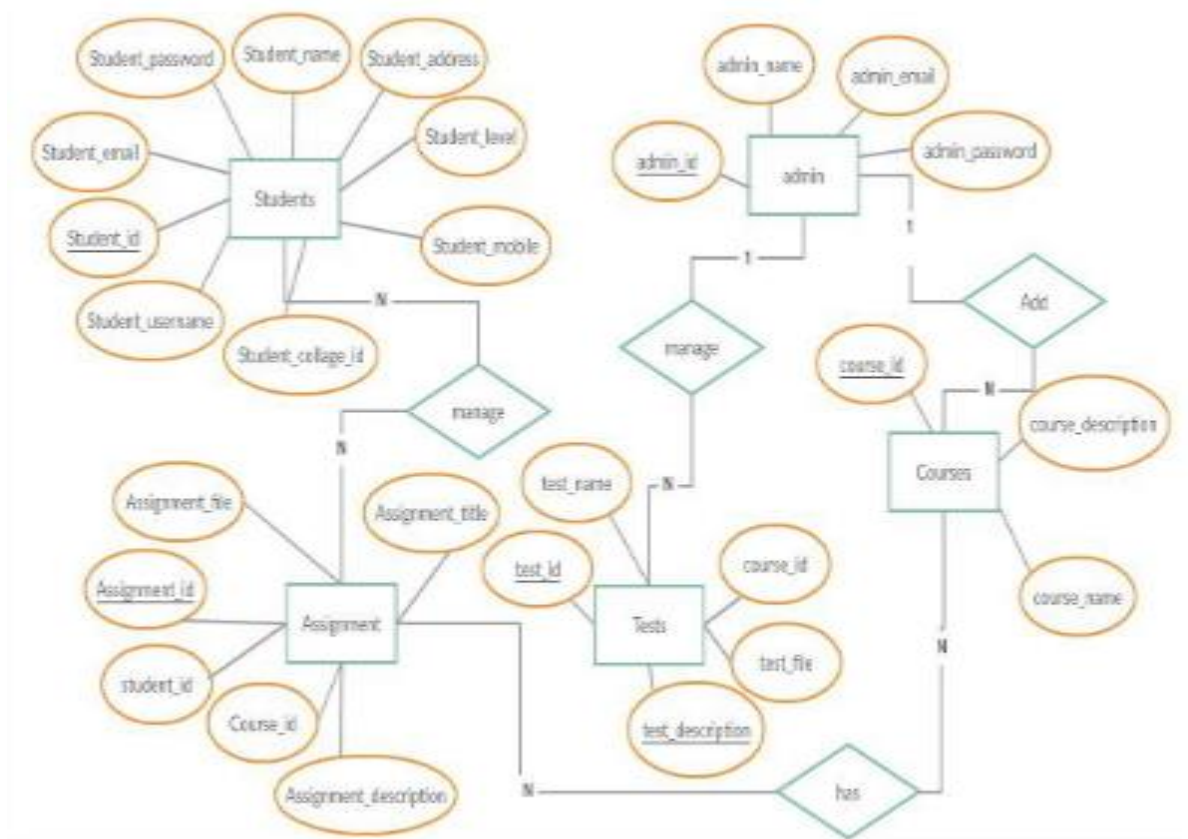 Student_password
Student_name
Student_address
Student_email
Student_level
Students
Student_id
Student_mobile
Student_username
Student_collage_id
N
manage
N
admin_name
admin_email
admin_id
admin_password
admin
1
1
manage
Add
N
N
course_id
course_description
Courses
course_name
N
Assignment_file
Assignment_title
Assignment_id
Assignment
student_id
Course_id
Assignment_description
test_name
test_id
course_id
Tests
test_file
test_description
N
has